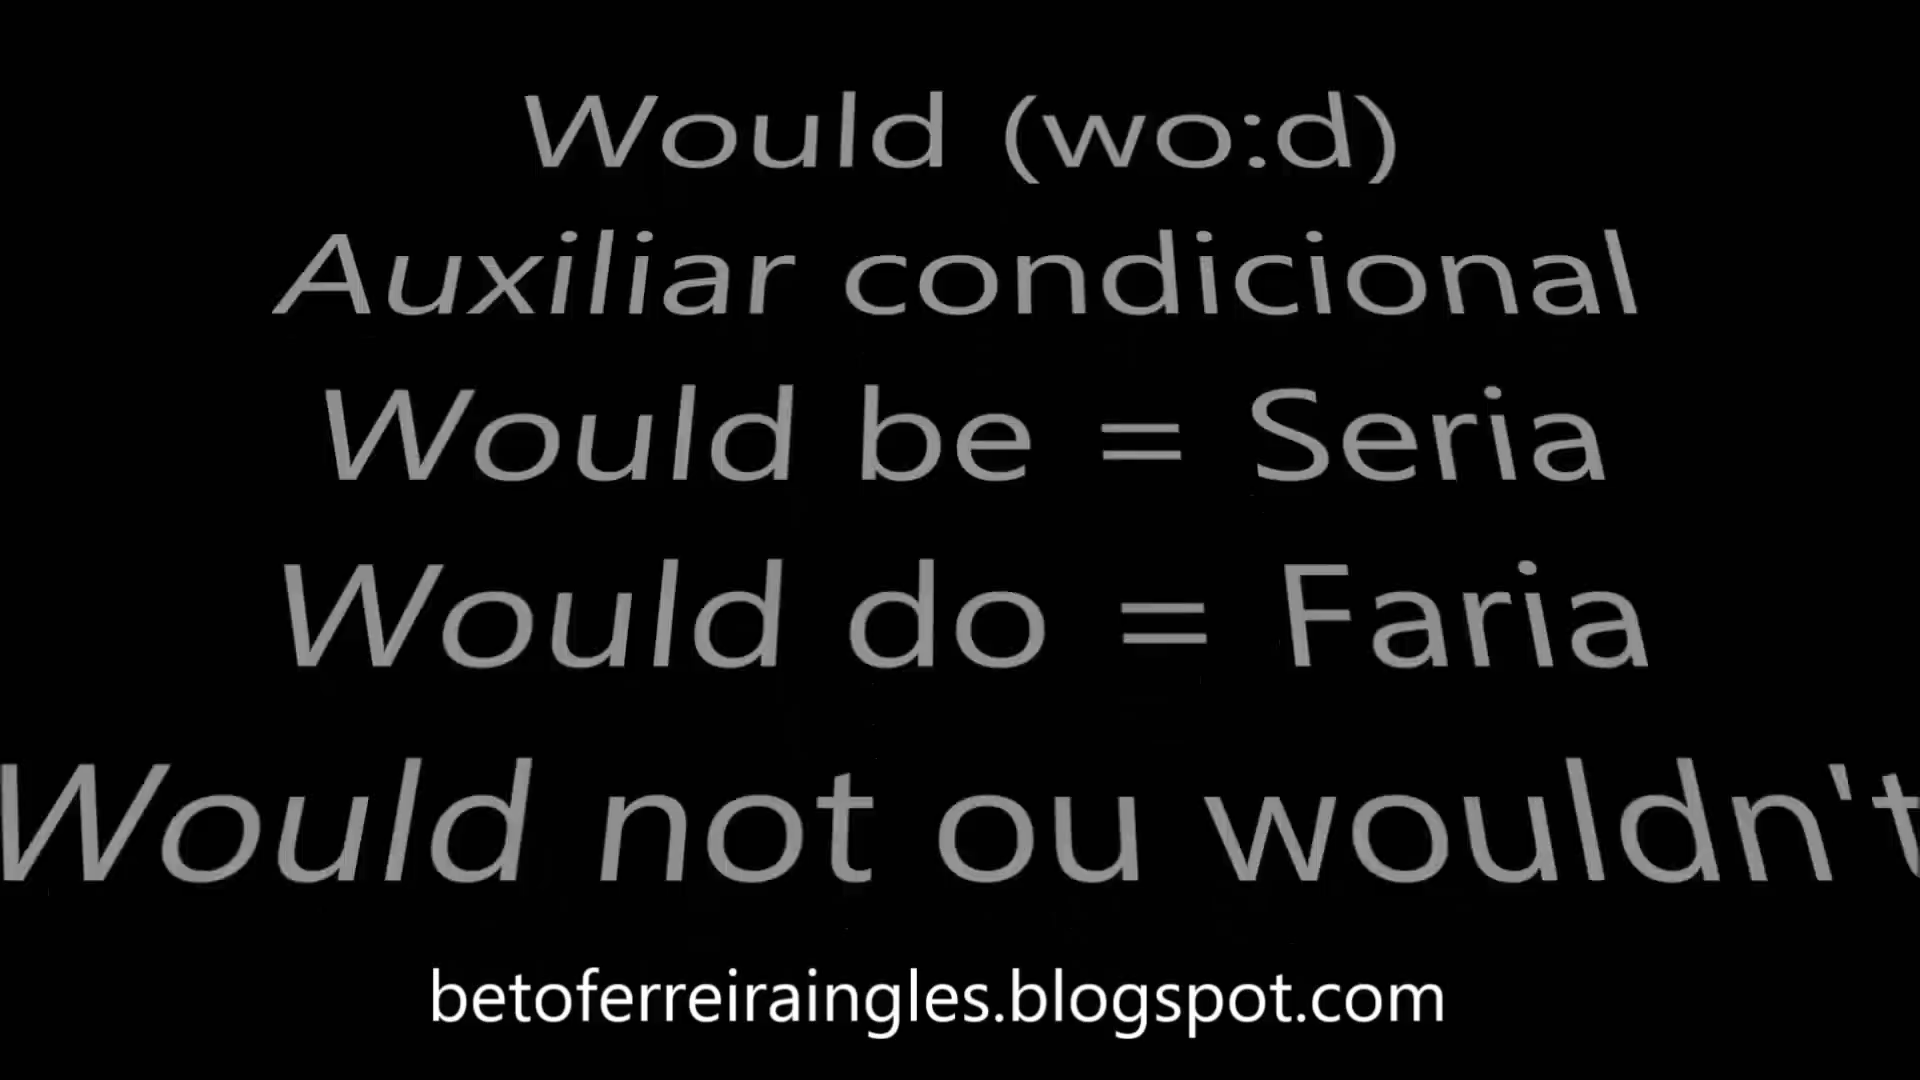 Would (wo:d)
Auxiliar condicional
Would be = Seria
Would do = Faria
Would not ou wouldn't
betoferreiraingles.blogspot.com